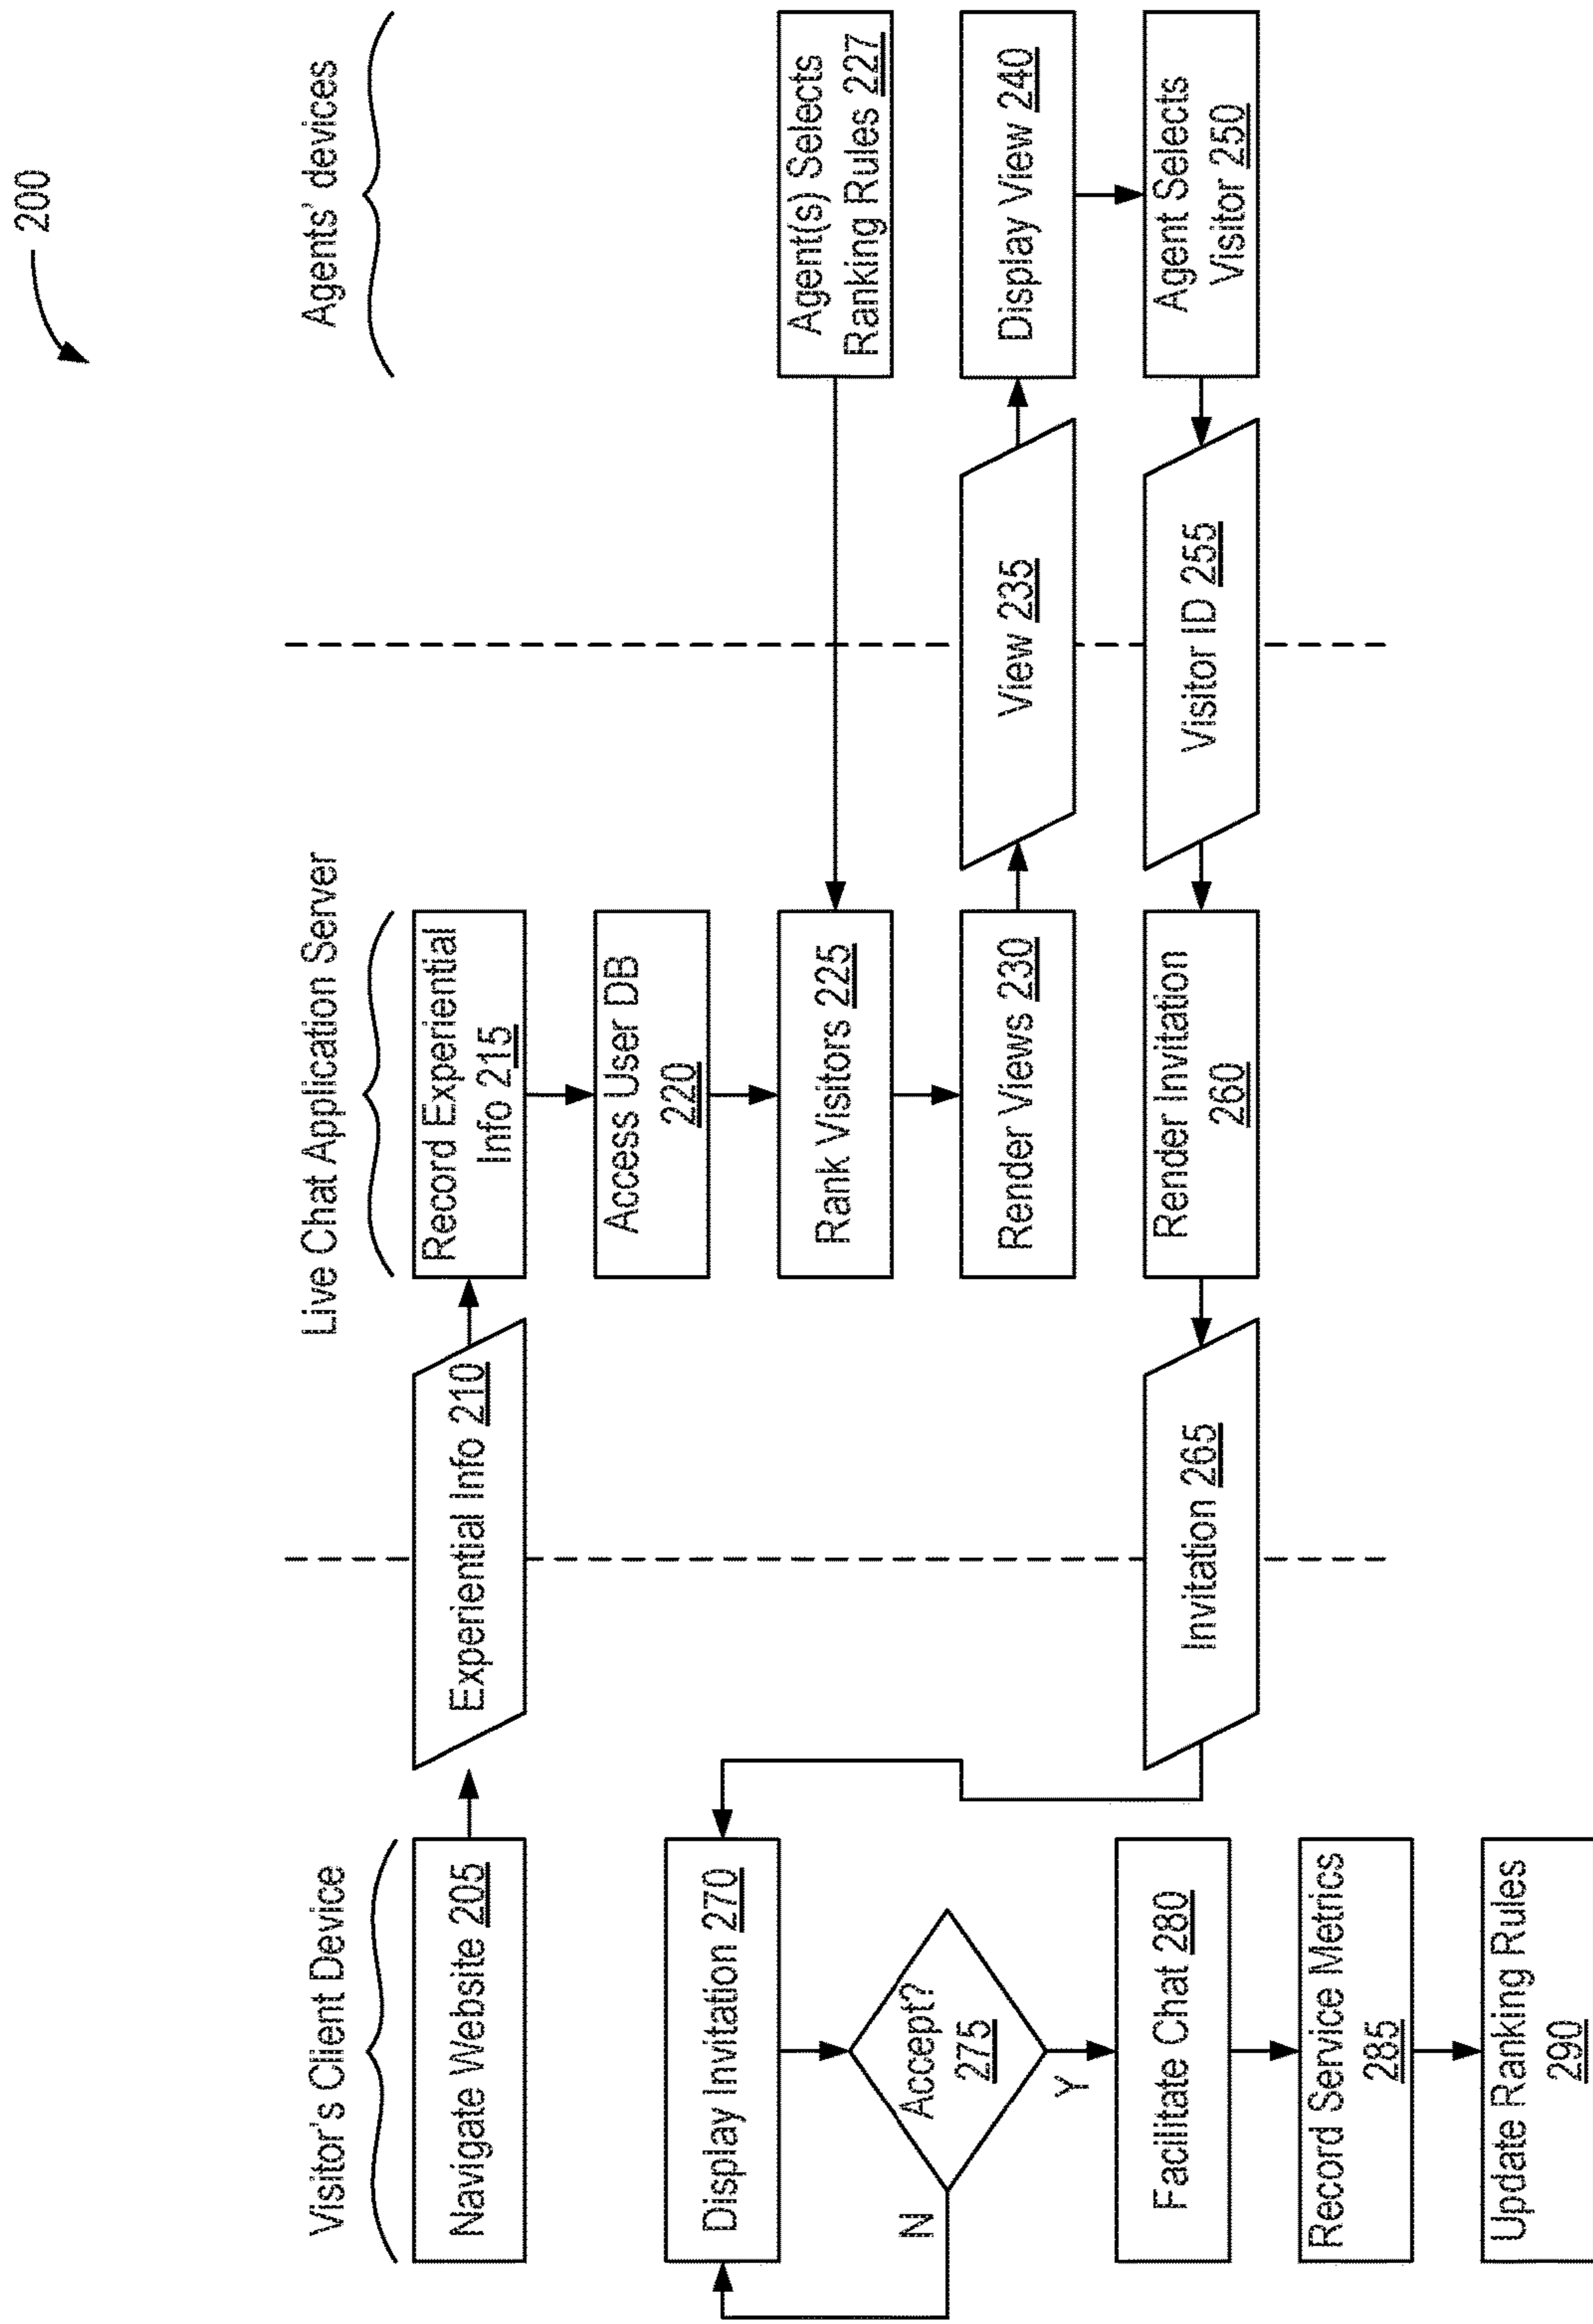 200
Visitor's Client Device
Live Chat Application Server
Agents' devices
Navigate Website 205
Experiential Info 210
Record Experiential
Info 215
Access User DB
220
Agent(s) Selects
Ranking Rules 227
Rank Visitors 225
Render Views 230
View 235
Display View 240
Agent Selects
Visitor 250
Visitor ID 255
Render Invitation
260
Invitation 265
Display Invitation 270
Accept?
275
N
Y
Facilitate Chat 280
Record Service Metrics
285
Update Ranking Rules
290